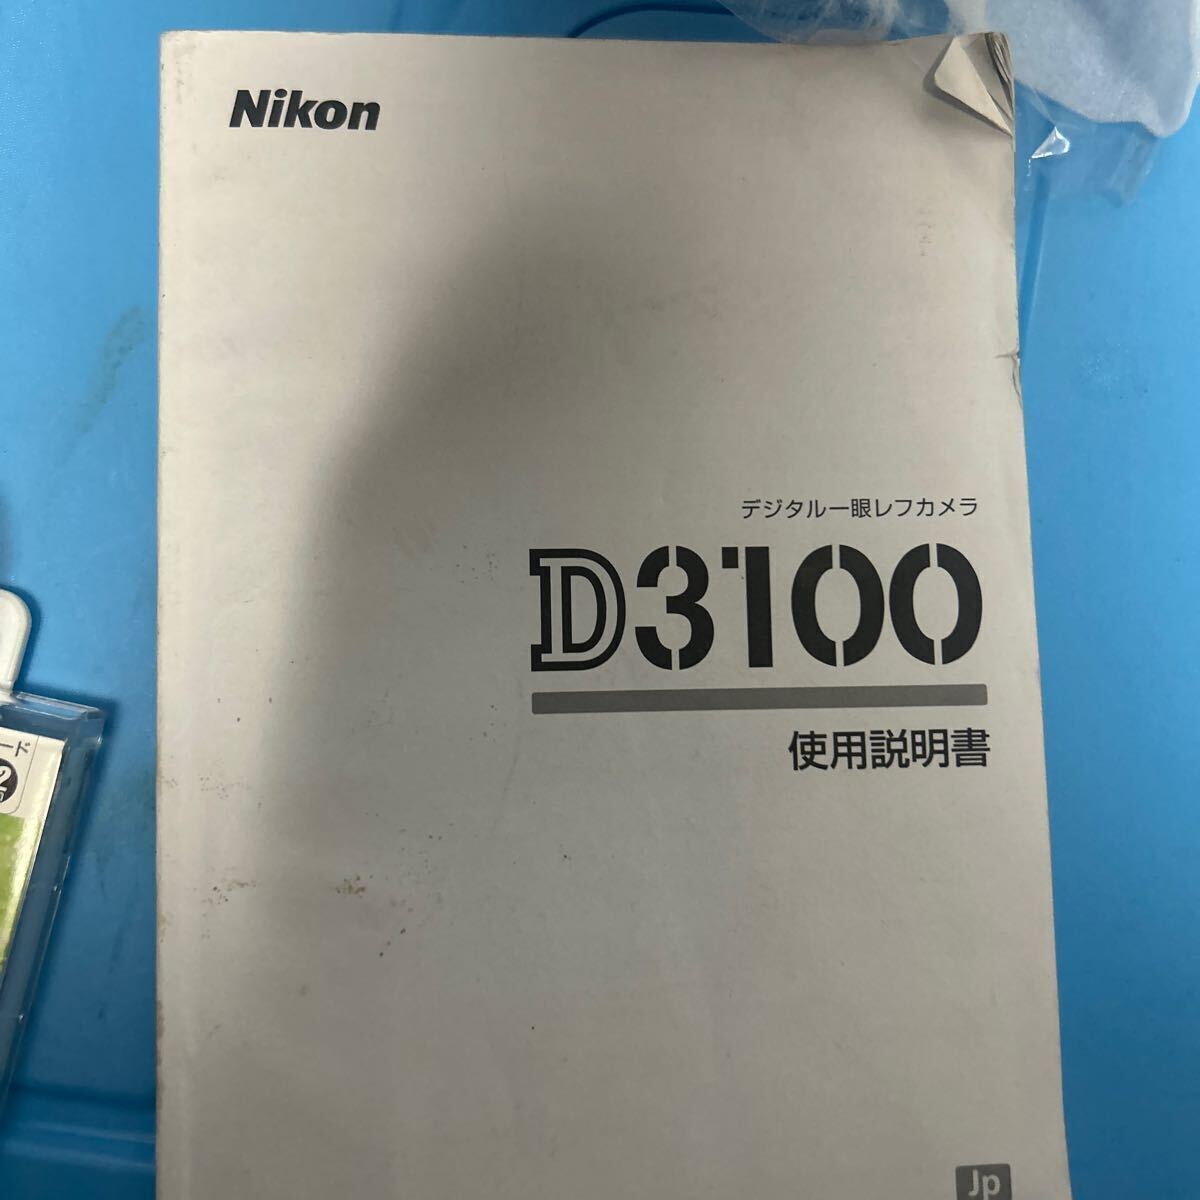 Nikon
デジタル一眼レフカメラ
D3100
使用説明書
Jp